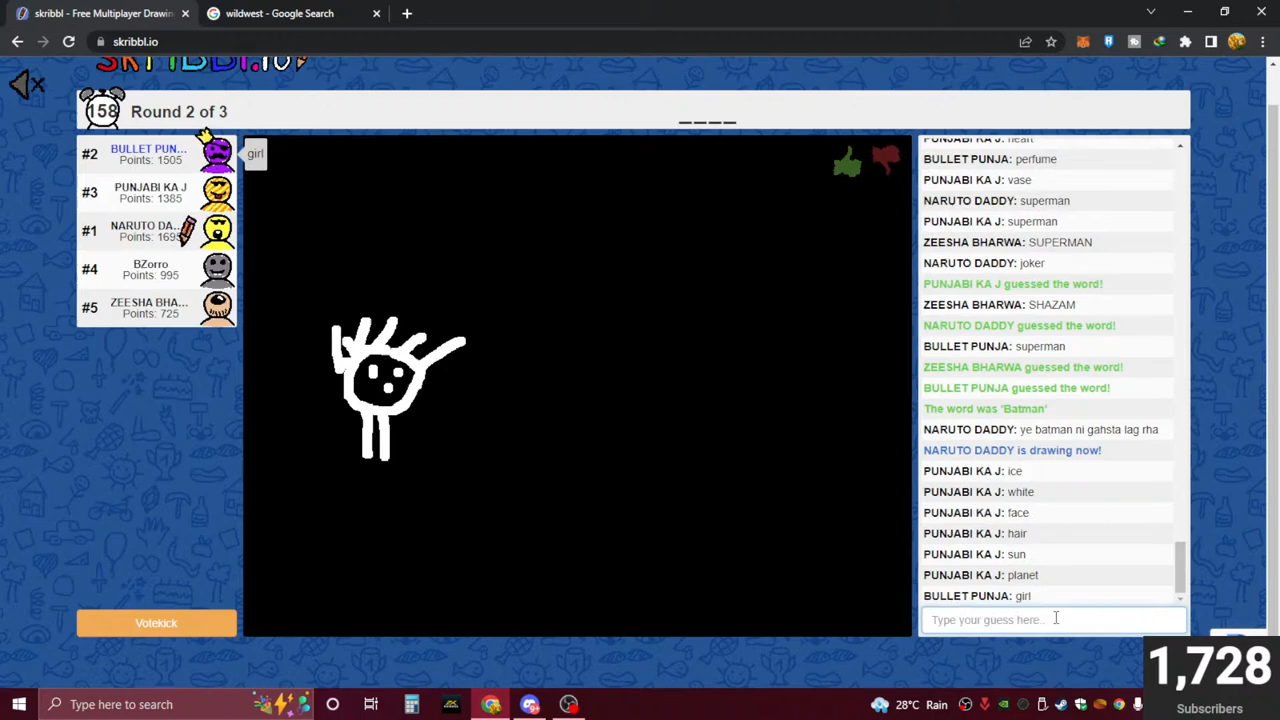 skribbl - Free Multiplayer Drawin
wildwest - Google Search
skribbl.io
SKRIBBL.IO
158
Round 2 of 3
_ _ _ _
#2 BULLET PUN...
Points: 1505
girl
#3 PUNJABI KA J
Points: 1385
#1 NARUTO DA...
Points: 1695
#4 BZorro
Points: 995
#5 ZEESHA BHA...
Points: 725
Votekick
PUNJABI KA J: heart
BULLET PUNJA: perfume
PUNJABI KA J: vase
NARUTO DADDY: superman
PUNJABI KA J: superman
ZEESHA BHARWA: SUPERMAN
NARUTO DADDY: joker
PUNJABI KA J guessed the word!
ZEESHA BHARWA: SHAZAM
NARUTO DADDY guessed the word!
BULLET PUNJA: superman
ZEESHA BHARWA guessed the word!
BULLET PUNJA guessed the word!
The word was 'Batman'
NARUTO DADDY: ye batman ni gahsta lag rha
NARUTO DADDY is drawing now!
PUNJABI KA J: ice
PUNJABI KA J: white
PUNJABI KA J: face
PUNJABI KA J: hair
PUNJABI KA J: sun
PUNJABI KA J: planet
BULLET PUNJA: girl
Type your guess here..
1,728
Subscribers
Type here to search
28°C Rain